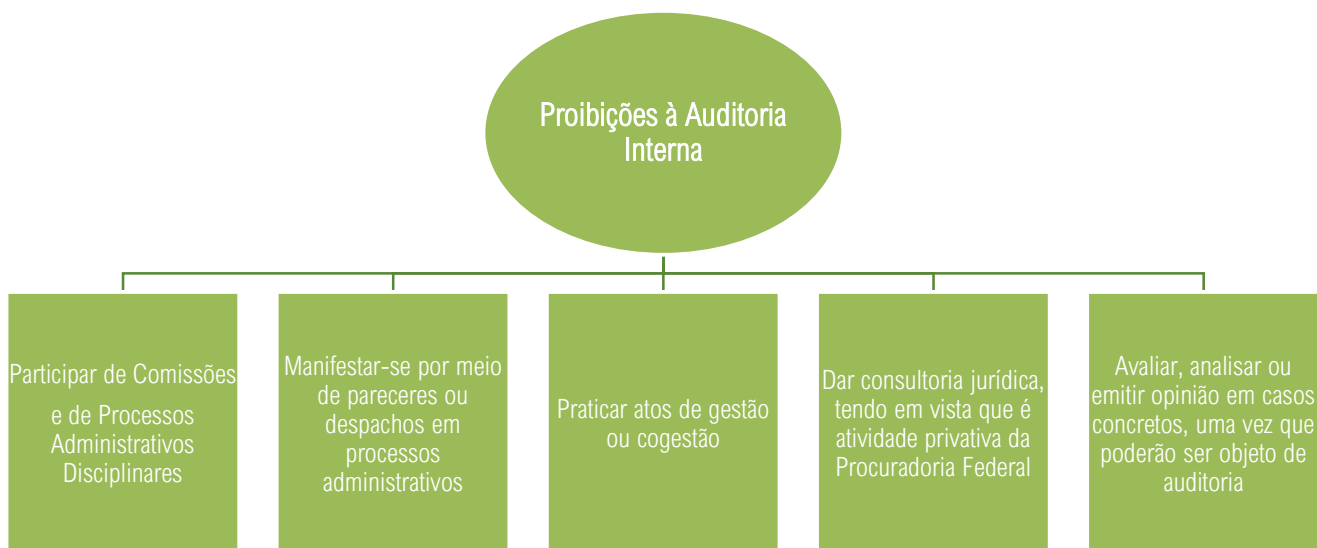 Proibições à Auditoria
Interna
Participar de Comissões
e de Processos
Administrativos
Disciplinares
Manifestar-se por meio
de pareceres ou
despachos em
processos
administrativos
Praticar atos de gestão
ou cogestão
Dar consultoria jurídica,
tendo em vista que é
atividade privativa da
Procuradoria Federal
Avaliar, analisar ou
emitir opinião em casos
concretos, uma vez que
poderão ser objeto de
auditoria